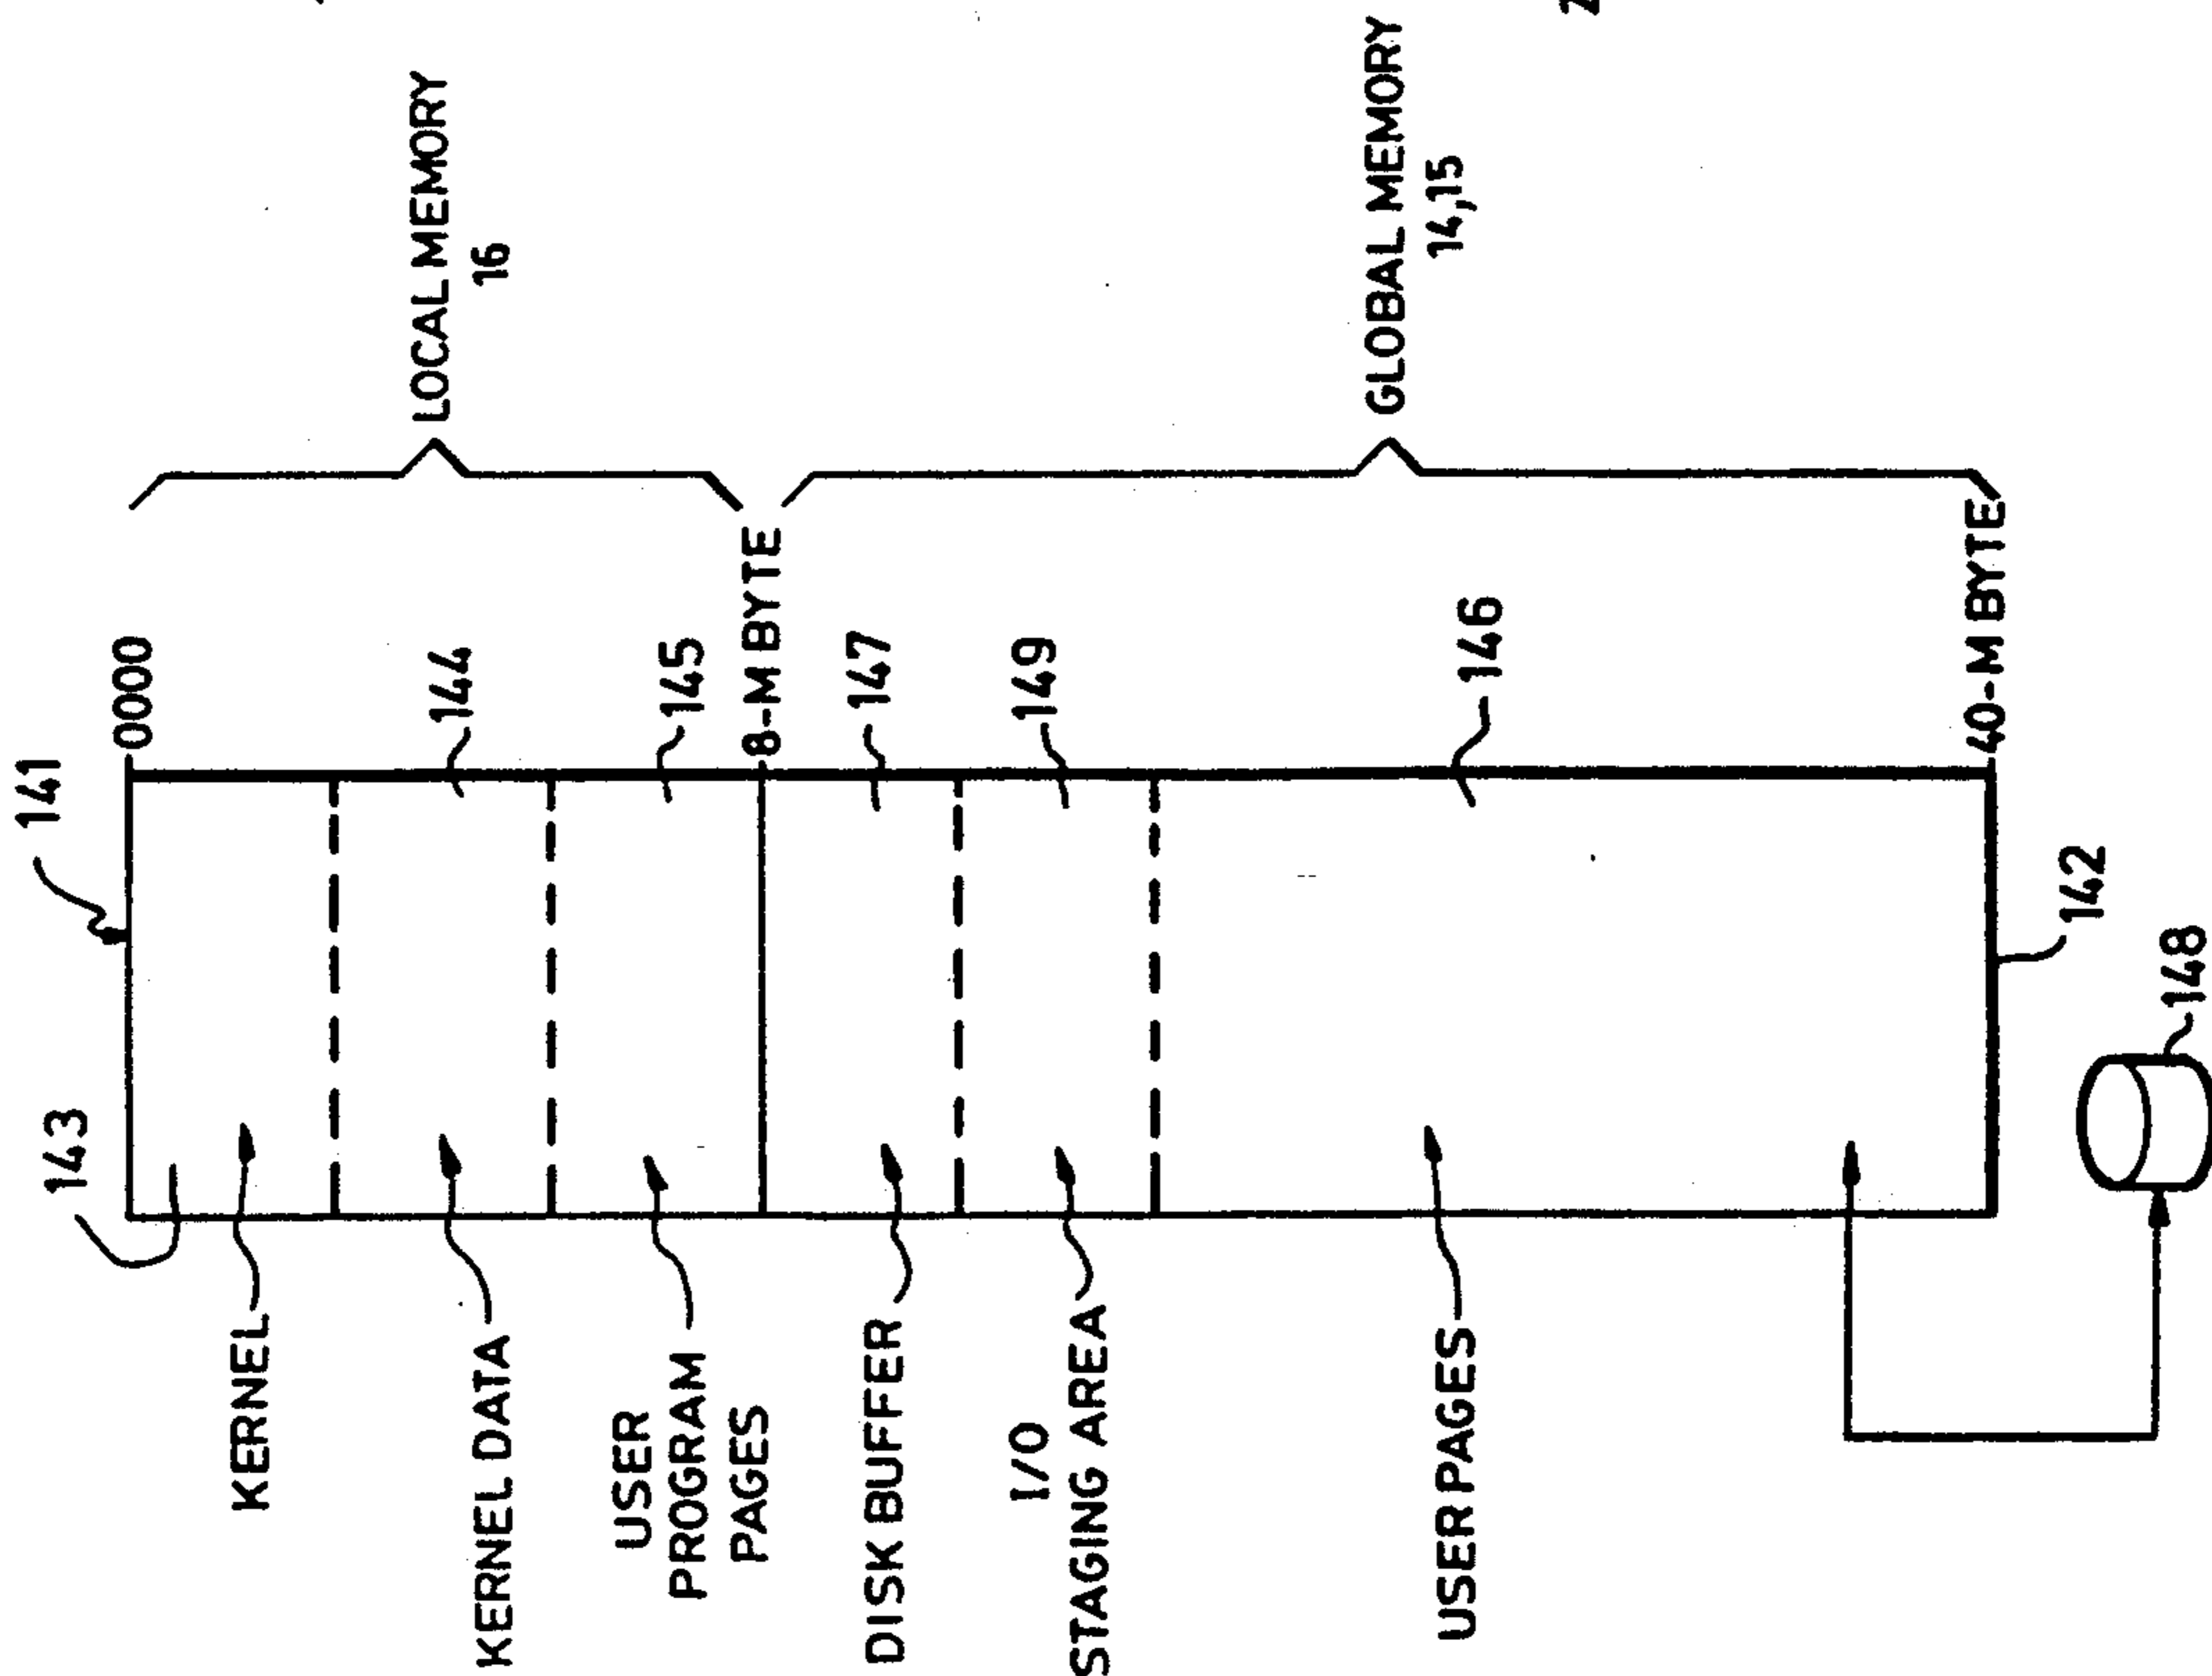 141
143
0000
KERNEL
LOCAL MEMORY
16
KERNEL DATA
144
USER
PROGRAM
PAGES
145
8-M BYTE
DISK BUFFER
147
I/O
STAGING AREA
149
GLOBAL MEMORY
14,15
USER PAGES
146
40-M BYTE
142
148